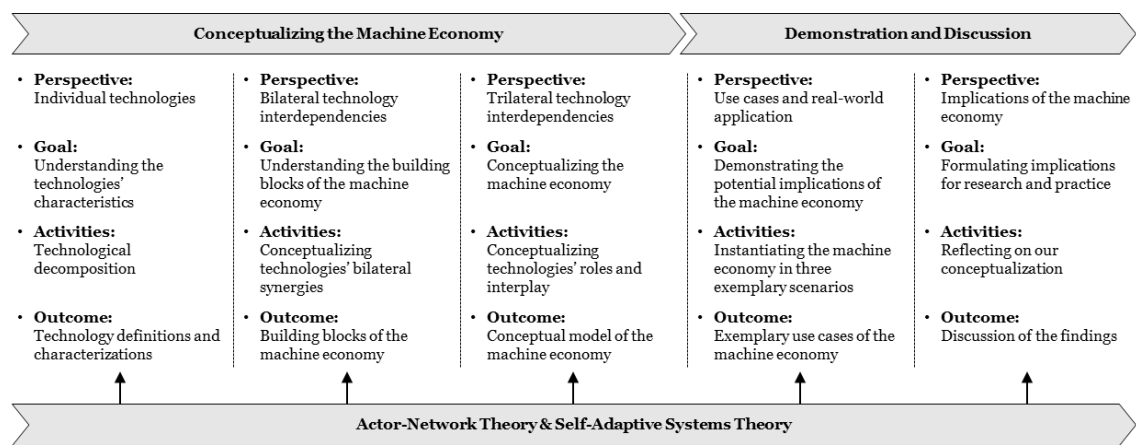 Conceptualizing the Machine Economy
Demonstration and Discussion
• Perspective:
Individual technologies
• Goal:
Understanding the
technologies’
characteristics
• Activities:
Technological
decomposition
• Outcome:
Technology definitions and
characterizations
• Perspective:
Bilateral technology
interdependencies
• Goal:
Understanding the building
blocks of the machine
economy
• Activities:
Conceptualizing
technologies’ bilateral
synergies
• Outcome:
Building blocks of the
machine economy
• Perspective:
Trilateral technology
interdependencies
• Goal:
Conceptualizing the
machine economy
• Activities:
Conceptualizing
technologies’ roles and
interplay
• Outcome:
Conceptual model of the
machine economy
• Perspective:
Use cases and real-world
application
• Goal:
Demonstrating the
potential implications of
the machine economy
• Activities:
Instantiating the machine
economy in three
exemplary scenarios
• Outcome:
Exemplary use cases of the
machine economy
• Perspective:
Implications of the machine
economy
• Goal:
Formulating implications
for research and practice
• Activities:
Reflecting on our
conceptualization
• Outcome:
Discussion of the findings
Actor-Network Theory & Self-Adaptive Systems Theory